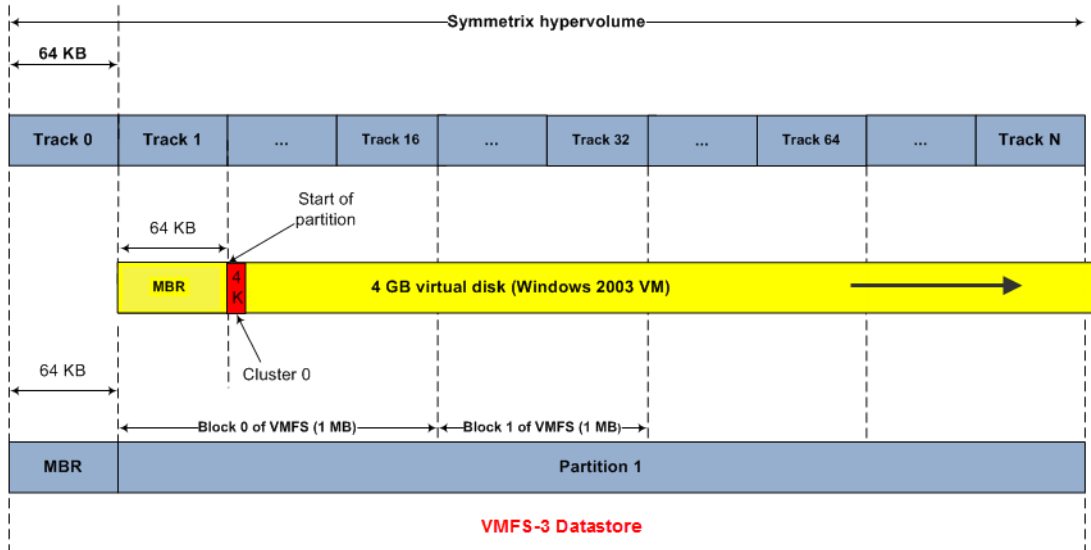 Symmetrix hypervolume
64 KB
Track 0
Track 1
...
Track 16
...
Track 32
...
Track 64
...
Track N
Start of
partition
64 KB
MBR
4
K
4 GB virtual disk (Windows 2003 VM)
64 KB
Cluster 0
Block 0 of VMFS (1 MB)
Block 1 of VMFS (1 MB)
MBR
Partition 1
VMFS-3 Datastore